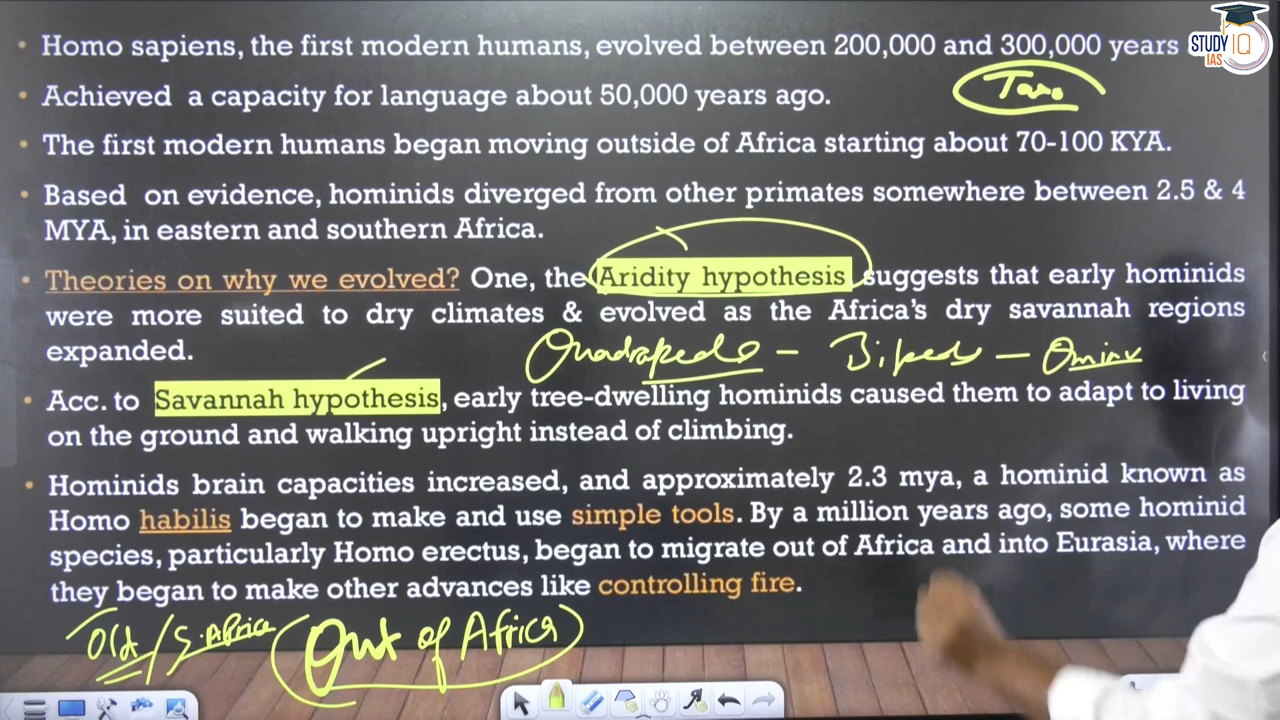 • Homo sapiens, the first modern humans, evolved between 200,000 and 300,000 years
STUDY IQ
IAS
• Achieved a capacity for language about 50,000 years ago.
• The first modern humans began moving outside of Africa starting about 70-100 KYA.
• Based on evidence, hominids diverged from other primates somewhere between 2.5 & 4
MYA, in eastern and southern Africa.
• Theories on why we evolved? One, the Aridity hypothesis suggests that early hominids
were more suited to dry climates & evolved as the Africa's dry savannah regions
expanded.
Quadrapeds – Bipeds –
• Acc. to Savannah hypothesis, early tree-dwelling hominids caused them to adapt to living
on the ground and walking upright instead of climbing.
• Hominids brain capacities increased, and approximately 2.3 mya, a hominid known as
Homo habilis began to make and use simple tools. By a million years ago, some hominid
species, particularly Homo erectus, began to migrate out of Africa and into Eurasia, where
they began to make other advances like controlling fire.
/ S. Africa Out of Africa